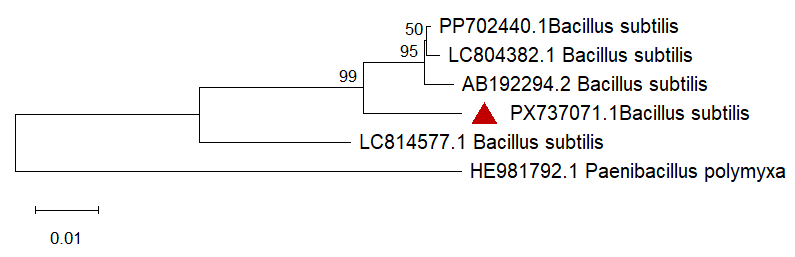 50
PP702440.1Bacillus subtilis
LC804382.1 Bacillus subtilis
95
AB192294.2 Bacillus subtilis
99
PX737071.1Bacillus subtilis
LC814577.1 Bacillus subtilis
HE981792.1 Paenibacillus polymyxa
0.01